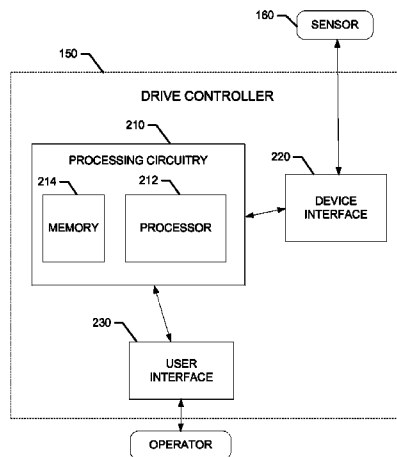 160
SENSOR
150
DRIVE CONTROLLER
210
PROCESSING CIRCUITRY
214
212
MEMORY
PROCESSOR
220
DEVICE
INTERFACE
230
USER
INTERFACE
OPERATOR